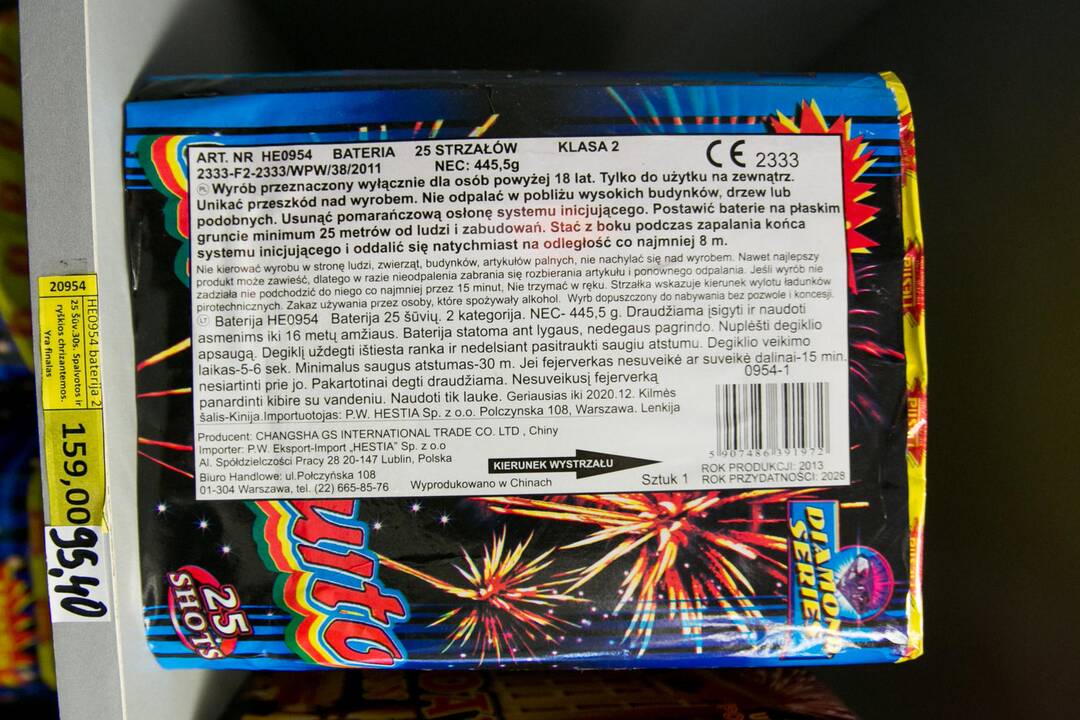 ART. NR HE0954 BATERIA 25 STRZAŁÓW KLASA 2
2333-F2-2333/WPW/38/2011 NEC: 445,5g
CE 2333
PL Wyrób przeznaczony wyłącznie dla osób powyżej 18 lat. Tylko do użytku na zewnątrz.
Unikać przeszkód nad wyrobem. Nie odpalać w pobliżu wysokich budynków, drzew lub
podobnych. Usunąć pomarańczową osłonę systemu inicjującego. Postawić baterie na płaskim
gruncie minimum 25 metrów od ludzi i zabudowań. Stać z boku podczas zapalania końca
systemu inicjującego i oddalić się natychmiast na odległość co najmniej 8 m.
Nie kierować wyrobu w stronę ludzi, zwierząt, budynków, artykułów palnych, nie nachylać się nad wyrobem. Nawet najlepszy
produkt może zawieść, dlatego w razie nieodpalenia zabrania się rozbierania artykułu i ponownego odpalania. Jeśli wyrób nie
zadziała nie podchodzić do niego co najmniej przez 15 minut, Nie trzymać w ręku. Strzałka wskazuje kierunek wylotu ładunków
pirotechnicznych. Zakaz używania przez osoby, które spożywały alkohol. Wyrb dopuszczony do nabywania bez pozwole i koncesji.
LT Baterija HE0954 Baterija 25 šūvių. 2 kategorija. NEC- 445,5 g. Draudžiama įsigyti ir naudoti
asmenims iki 16 metų amžiaus. Baterija statoma ant lygaus, nedegaus pagrindo. Nuplėšti degiklio
apsaugą. Degiklį uždegti ištiesta ranka ir nedelsiant pasitraukti saugiu atstumu. Degiklio veikimo
laikas-5-6 sek. Minimalus saugus atstumas-30 m. Jei fejerverkas nesuveikė ar suveikė dalinai-15 min.
nesiartinti prie jo. Pakartotinai degti draudžiama. Nesuveikusį fejerverką
panardinti kibire su vandeniu. Naudoti tik lauke. Geriausias iki 2020.12. Kilmės
šalis-Kinija.Importuotojas: P.W. HESTIA Sp. z o.o. Polczynska 108, Warszawa. Lenkija
0954-1
5 907486 391972
Producent: CHANGSHA GS INTERNATIONAL TRADE CO. LTD , Chiny
Importer: P.W. Eksport-Import „HESTIA” Sp. z o.o
Al. Spółdzielczości Pracy 28 20-147 Lublin, Polska
Biuro Handlowe: ul.Połczyńska 108
01-304 Warszawa, tel. (22) 665-85-76
Wyprodukowano w Chinach
KIERUNEK WYSTRZAŁU
Sztuk 1
ROK PRODUKCJI: 2013
ROK PRZYDATNOŚCI: 2028
25
SHOTS
DIAMOND
SERIE
20954
HE0954 baterija 2
25 šūv.30s. Spalvotos ir
ryškios chrizantemos.
Yra finalas
159,00
95,40